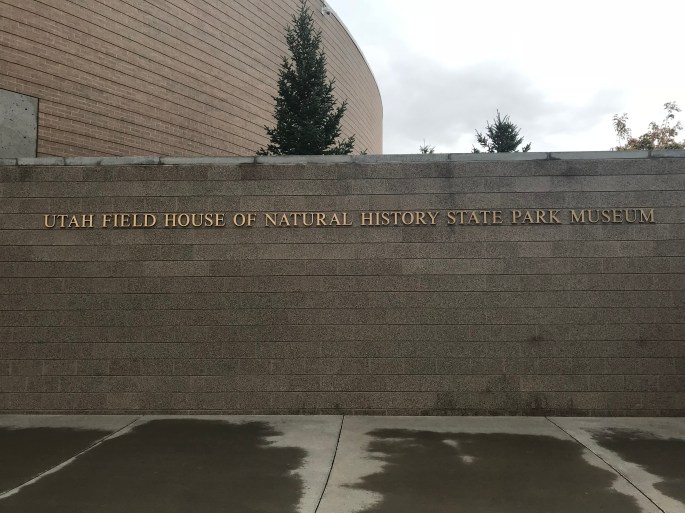 UTAH FIELD HOUSE OF NATURAL HISTORY STATE PARK MUSEUM